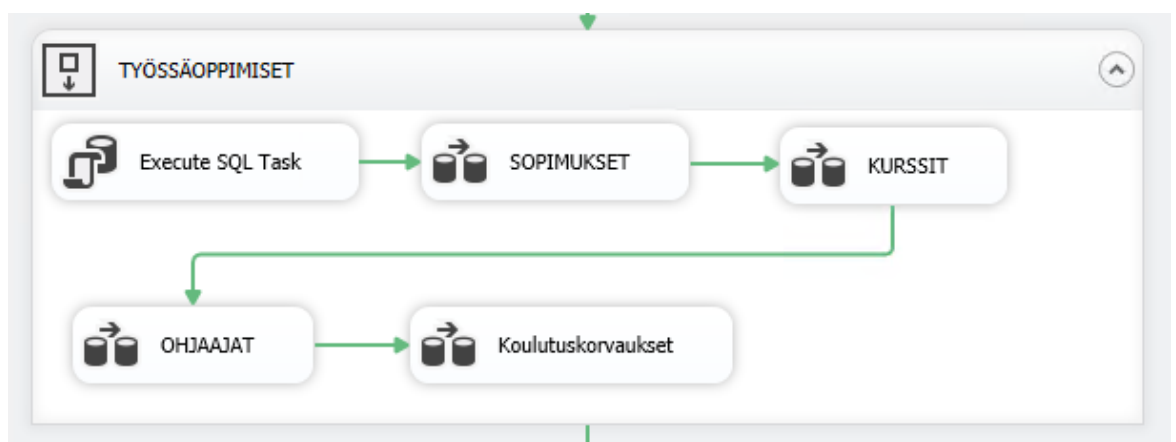 TYÖSSÄOPPIMISET
Execute SQL Task
SOPIMUKSET
KURSSIT
OHJAAJAT
Koulutuskorvaukset